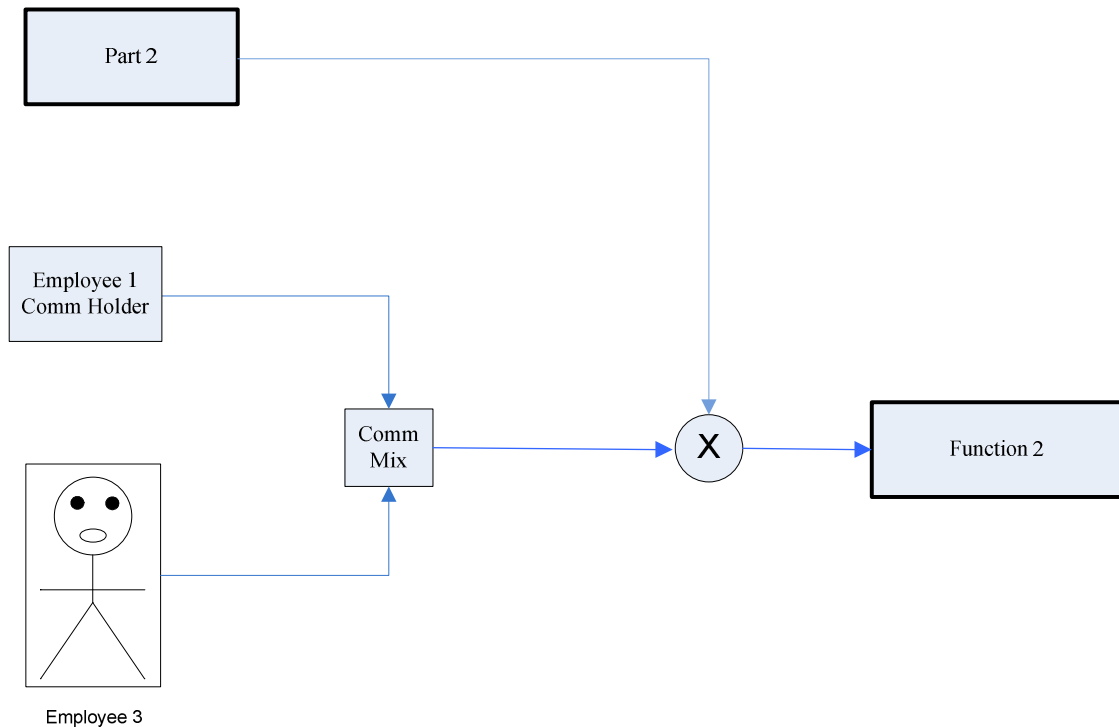 Part 2
Employee 1
Comm Holder
Comm
Mix
X
Function 2
Employee 3